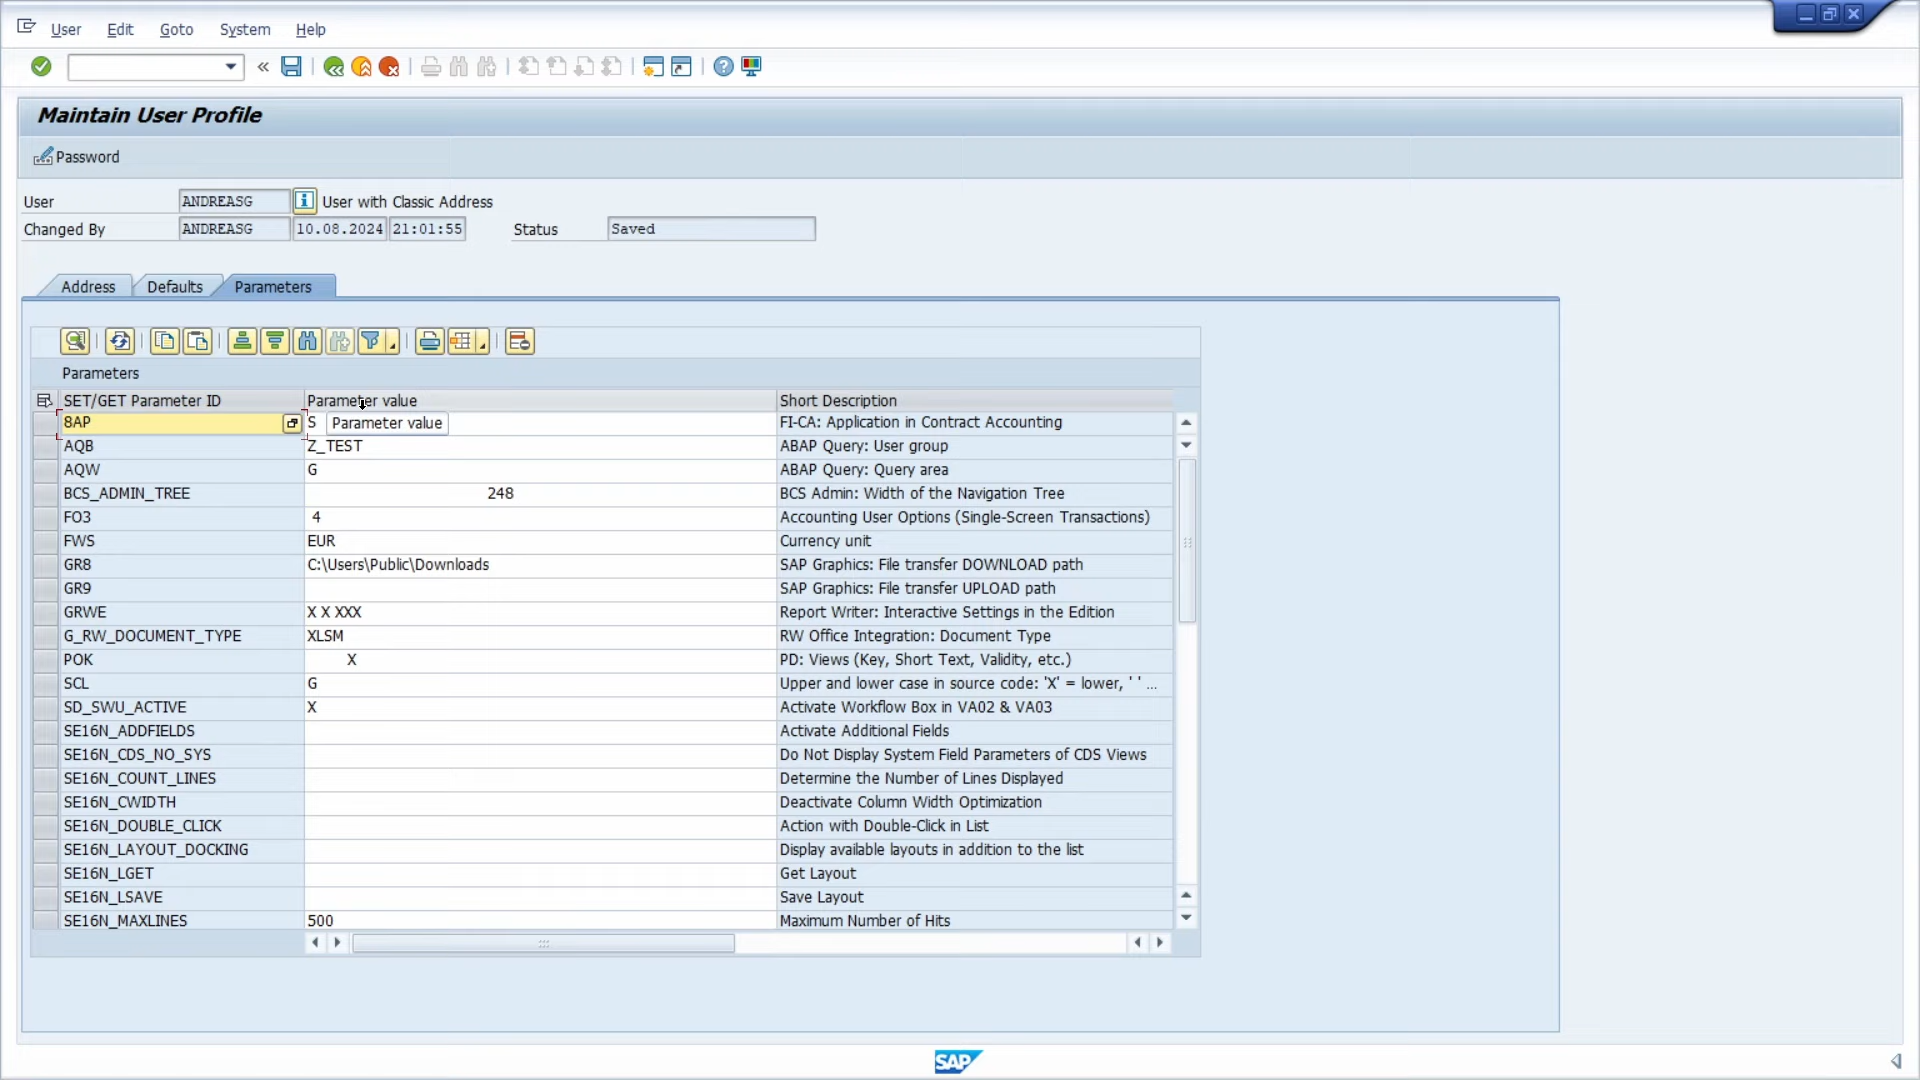 User Edit Goto System Help
Maintain User Profile
Password
User ANDREASG User with Classic Address
Changed By ANDREASG 10.08.2024 21:01:55 Status Saved
Address Defaults Parameters
Parameters
SET/GET Parameter ID Parameter value Short Description
8AP S Parameter value FI-CA: Application in Contract Accounting
AQB Z_TEST ABAP Query: User group
AQW G ABAP Query: Query area
BCS_ADMIN_TREE 248 BCS Admin: Width of the Navigation Tree
FO3 4 Accounting User Options (Single-Screen Transactions)
FWS EUR Currency unit
GR8 C:\Users\Public\Downloads SAP Graphics: File transfer DOWNLOAD path
GR9 SAP Graphics: File transfer UPLOAD path
GRWE X X XXX Report Writer: Interactive Settings in the Edition
G_RW_DOCUMENT_TYPE XLSM RW Office Integration: Document Type
POK X PD: Views (Key, Short Text, Validity, etc.)
SCL G Upper and lower case in source code: 'X' = lower, ' ' ...
SD_SWU_ACTIVE X Activate Workflow Box in VA02 & VA03
SE16N_ADDFIELDS Activate Additional Fields
SE16N_CDS_NO_SYS Do Not Display System Field Parameters of CDS Views
SE16N_COUNT_LINES Determine the Number of Lines Displayed
SE16N_CWIDTH Deactivate Column Width Optimization
SE16N_DOUBLE_CLICK Action with Double-Click in List
SE16N_LAYOUT_DOCKING Display available layouts in addition to the list
SE16N_LGET Get Layout
SE16N_LSAVE Save Layout
SE16N_MAXLINES 500 Maximum Number of Hits
SAP